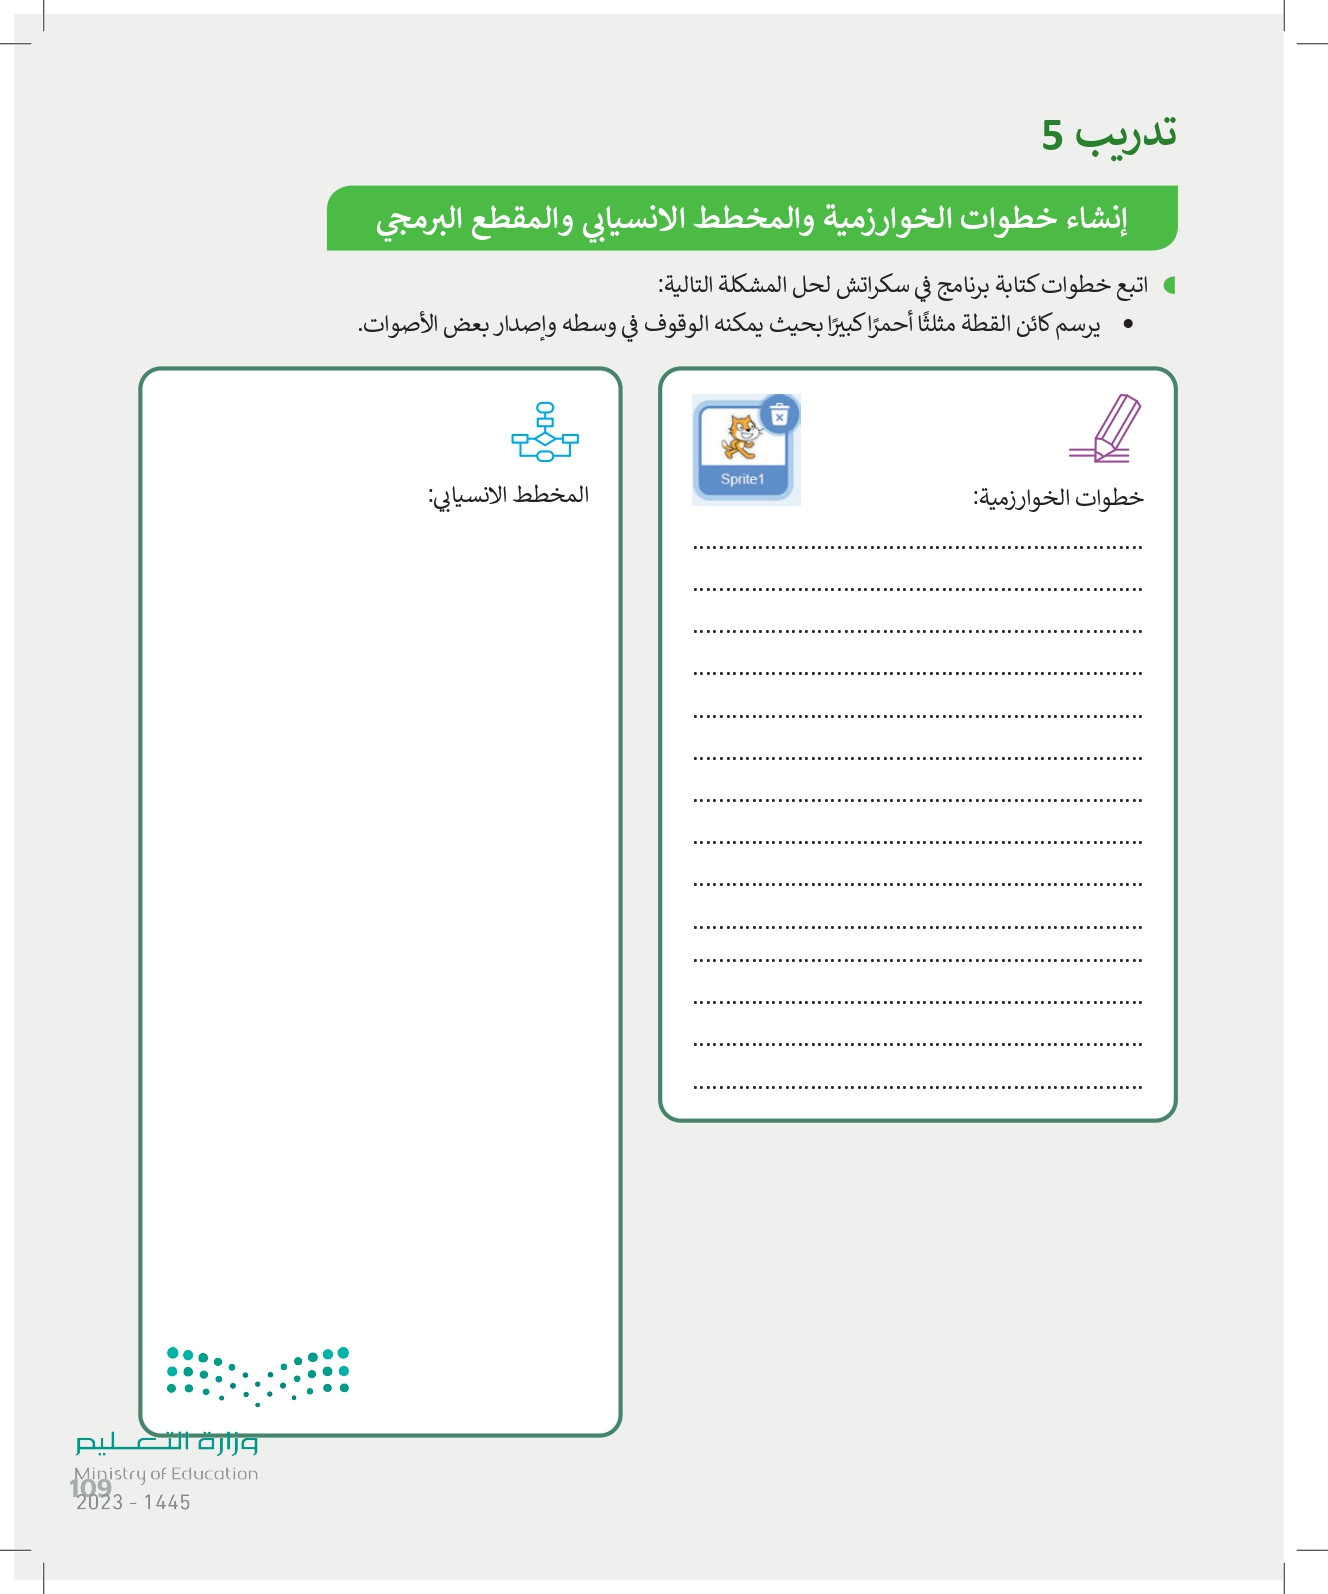 تدريب 5
إنشاء خطوات الخوارزمية والمخطط الانسيابي والمقطع البرمجي
اتبع خطوات كتابة برنامج في سكراتش لحل المشكلة التالية:
• يرسم كائن القطة مثلثًا أحمرًا كبيرًا بحيث يمكنه الوقوف في وسطه وإصدار بعض الأصوات.
Sprite1
خطوات الخوارزمية:
المخطط الانسيابي:
وزارة التعليم
Ministry of Education
109
2023 - 1445